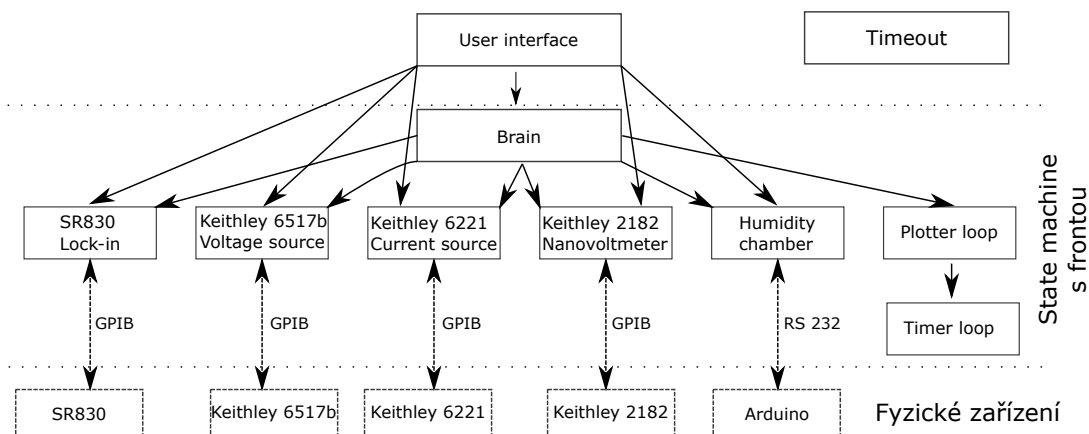 User interface
Timeout
Brain
SR830
Lock-in
Keithley 6517b
Voltage source
Keithley 6221
Current source
Keithley 2182
Nanovoltmeter
Humidity
chamber
Plotter loop
State machine
s frontou
GPIB
GPIB
GPIB
GPIB
RS 232
Timer loop
SR830
Keithley 6517b
Keithley 6221
Keithley 2182
Arduino
Fyzické zařízení